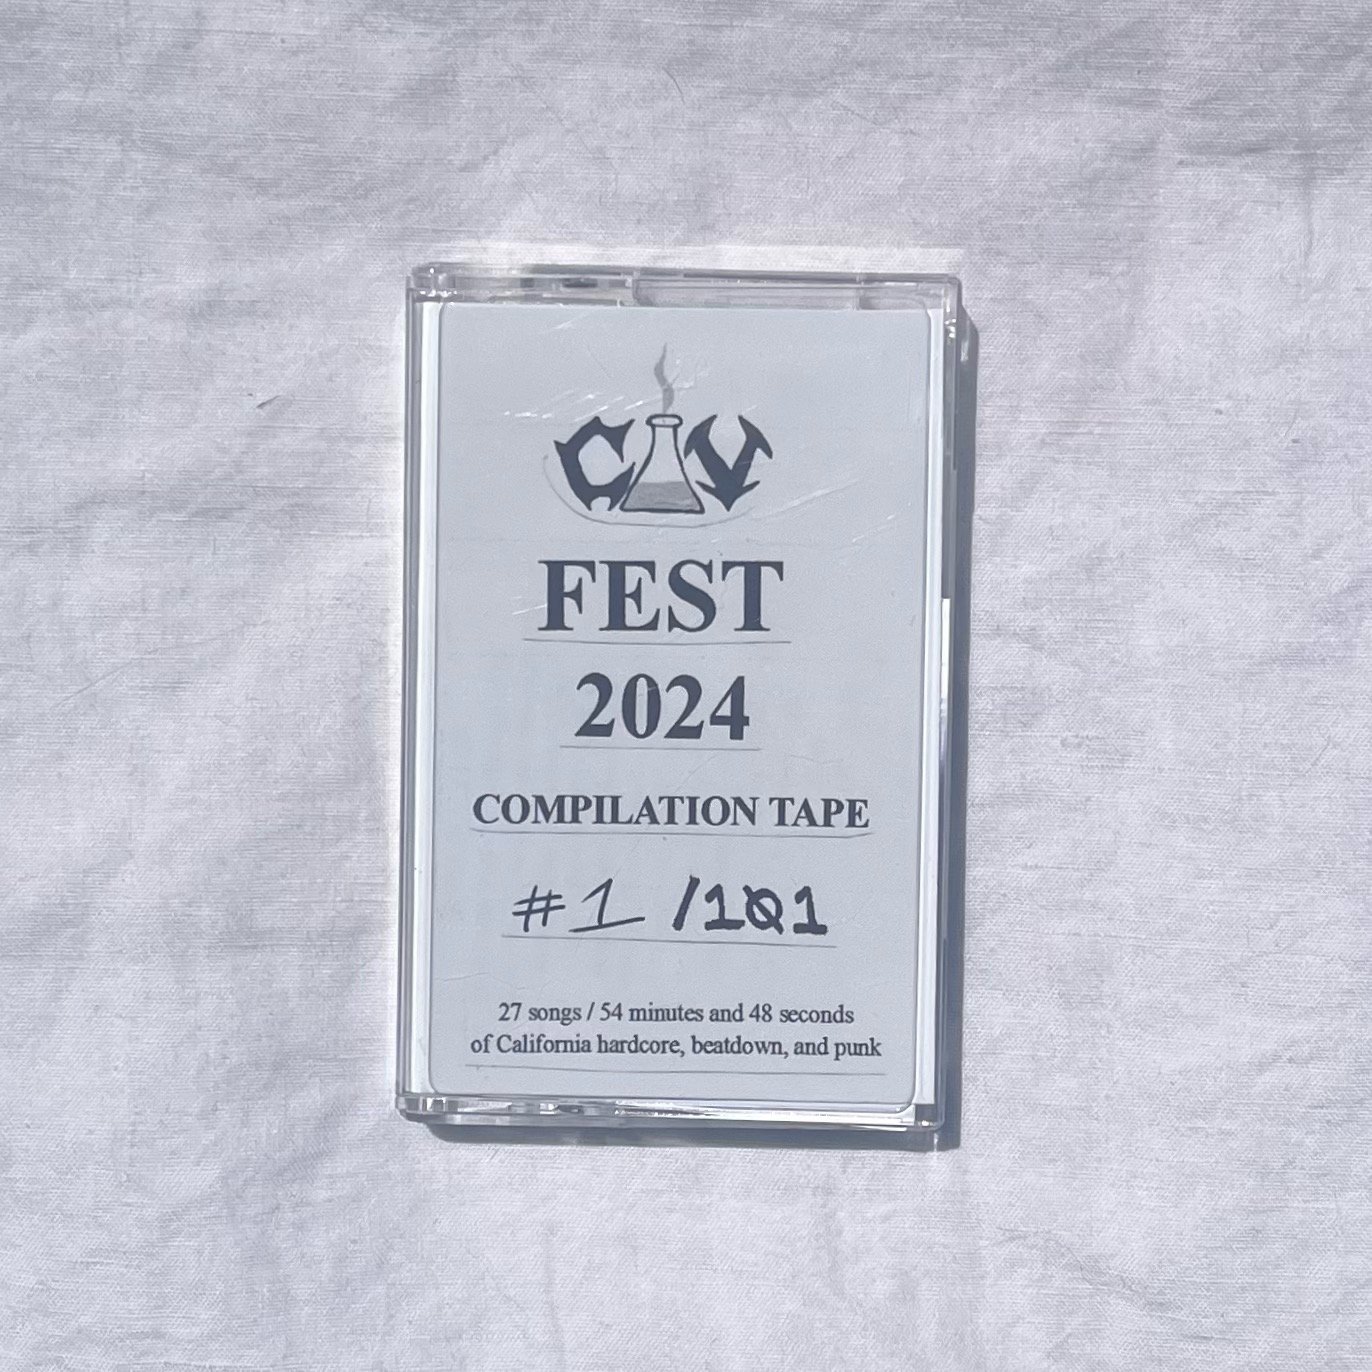 CV
FEST
2024
COMPILATION TAPE
#1 /101
27 songs / 54 minutes and 48 seconds
of California hardcore, beatdown, and punk